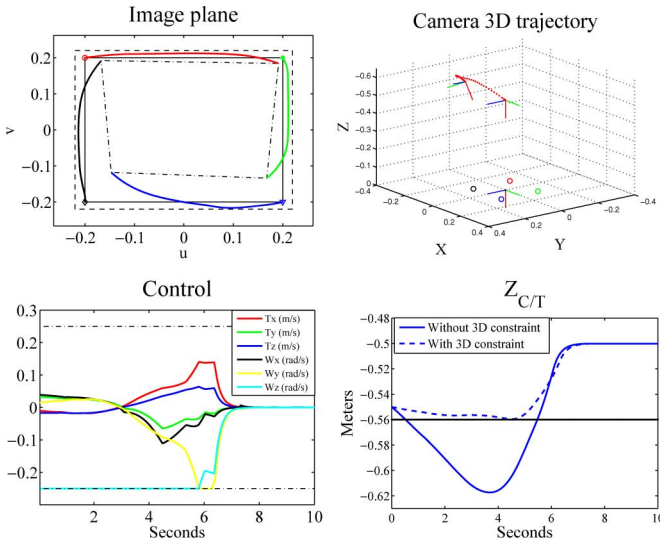 Image plane
0.2
0.1
0
−0.1
−0.2
v
−0.2
−0.1
0
0.1
0.2
u
Camera 3D trajectory
−0.6
−0.5
−0.4
−0.3
−0.2
−0.1
0
Z
−0.4
−0.2
0
0.2
0.4
X
0.4
0.2
0
−0.2
−0.4
Y
Control
0.3
0.2
0.1
0
−0.1
−0.2
2
4
6
8
10
Seconds
Tx (m/s)
Ty (m/s)
Tz (m/s)
Wx (rad/s)
Wy (rad/s)
Wz (rad/s)
Z C/T
−0.48
−0.5
−0.52
−0.54
−0.56
−0.58
−0.6
−0.62
Meters
0
2
4
6
8
10
Seconds
Without 3D constraint
With 3D constraint